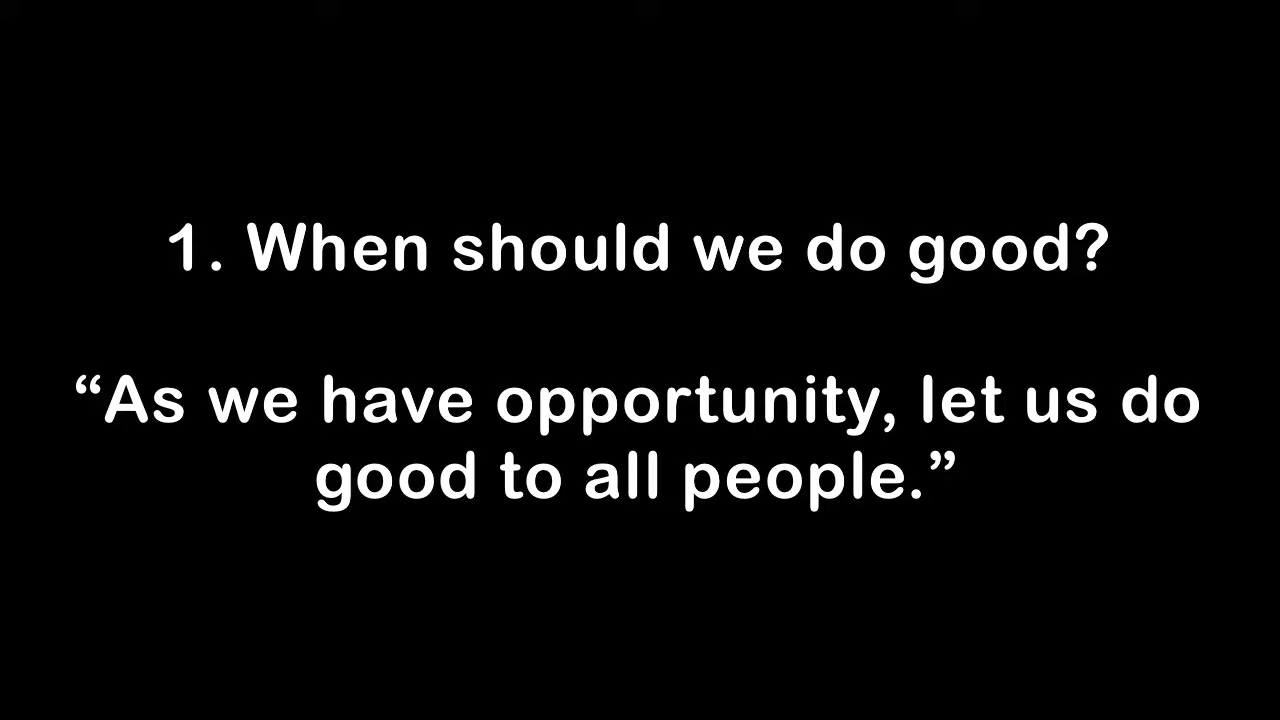 1. When should we do good?
“As we have opportunity, let us do
good to all people.”